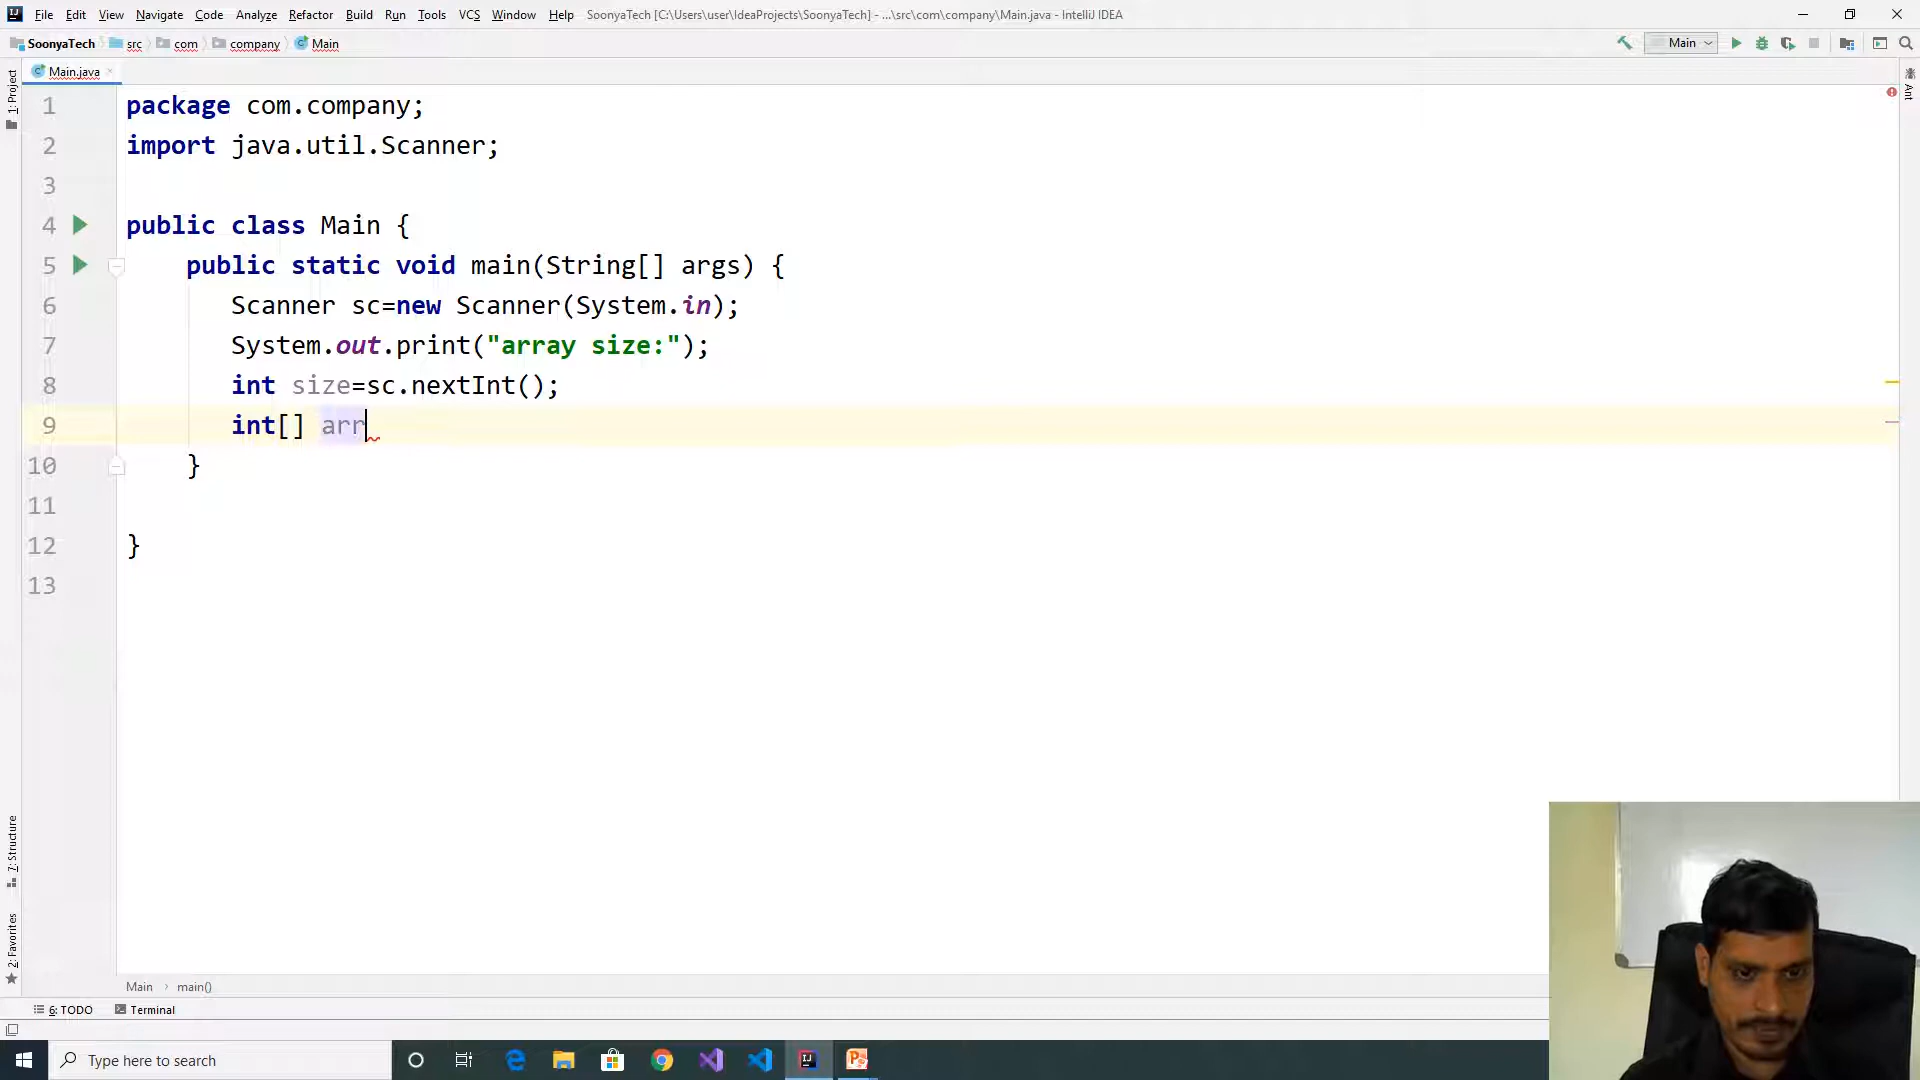 File Edit View Navigate Code Analyze Refactor Build Run Tools VCS Window Help SoonyaTech [C:\Users\user\IdeaProjects\SoonyaTech] - ...\src\com\company\Main.java - IntelliJ IDEA
SoonyaTech src com company Main Main
Main.java
1: Project
Ant
1 package com.company;
2 import java.util.Scanner;
3
4 public class Main {
5 public static void main(String[] args) {
6 Scanner sc=new Scanner(System.in);
7 System.out.print("array size:");
8 int size=sc.nextInt();
9 int[] arr
10 }
11
12 }
13
7: Structure
2: Favorites
Main › main()
6: TODO Terminal
Type here to search